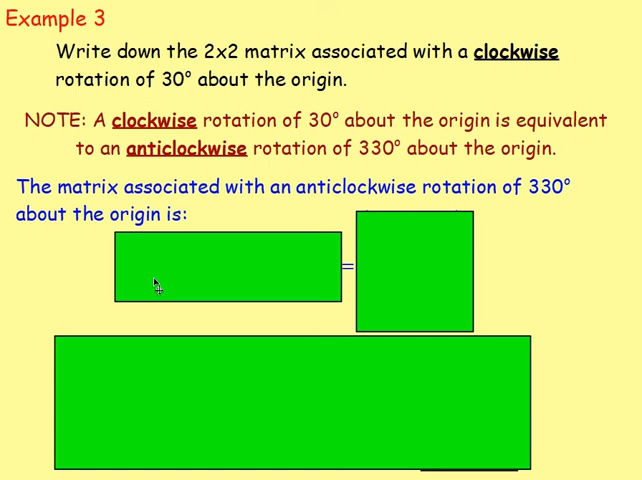 Example 3
Write down the 2x2 matrix associated with a clockwise
rotation of 30° about the origin.
NOTE: A clockwise rotation of 30° about the origin is equivalent
to an anticlockwise rotation of 330° about the origin.
The matrix associated with an anticlockwise rotation of 330°
about the origin is:
=